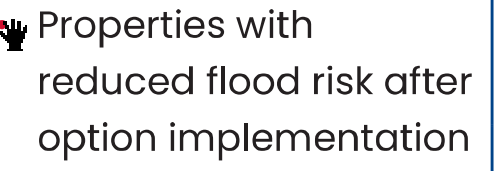 Properties with
reduced flood risk after
option implementation